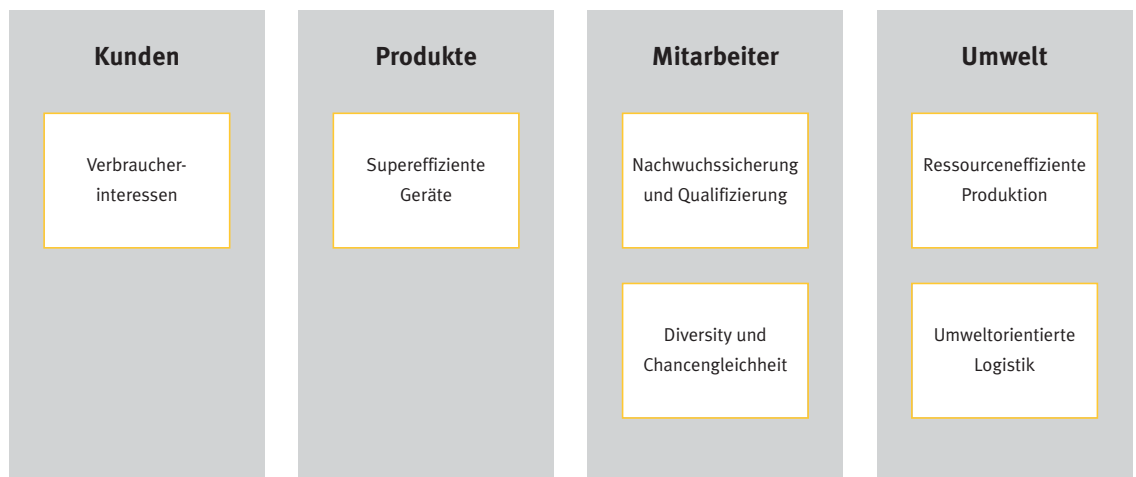 Kunden
Verbraucher-
interessen
Produkte
Supereffiziente
Geräte
Mitarbeiter
Nachwuchssicherung
und Qualifizierung
Diversity und
Chancengleichheit
Umwelt
Ressourceneffiziente
Produktion
Umweltorientierte
Logistik